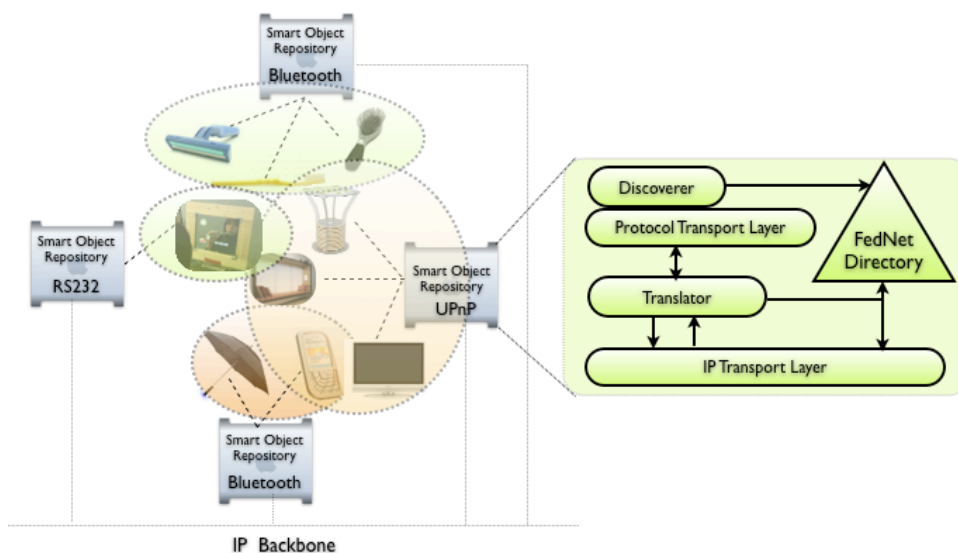 Smart Object
Repository
Bluetooth
Smart Object
Repository
RS232
Smart Object
Repository
UPnP
Smart Object
Repository
Bluetooth
IP Backbone
Discoverer
Protocol Transport Layer
FedNet
Directory
Translator
IP Transport Layer